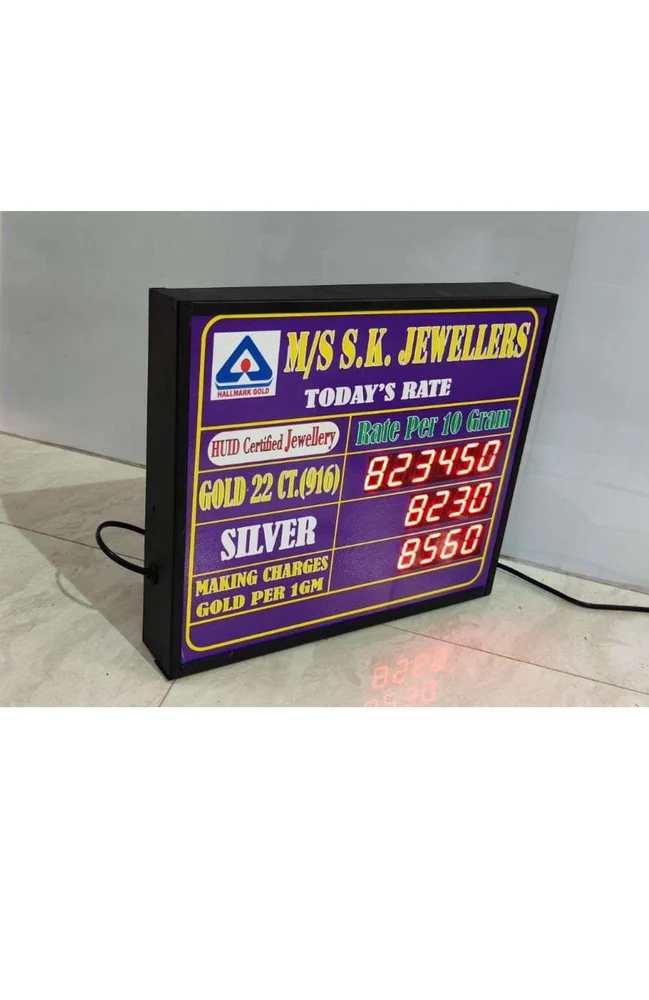 M/S S.K. JEWELLERS
HALLMARK GOLD
TODAY'S RATE
HUID Certified Jewellery
Rate Per 10 Gram
GOLD 22 CT.(916)
823450
SILVER
8230
MAKING CHARGES
GOLD PER 1GM
8560